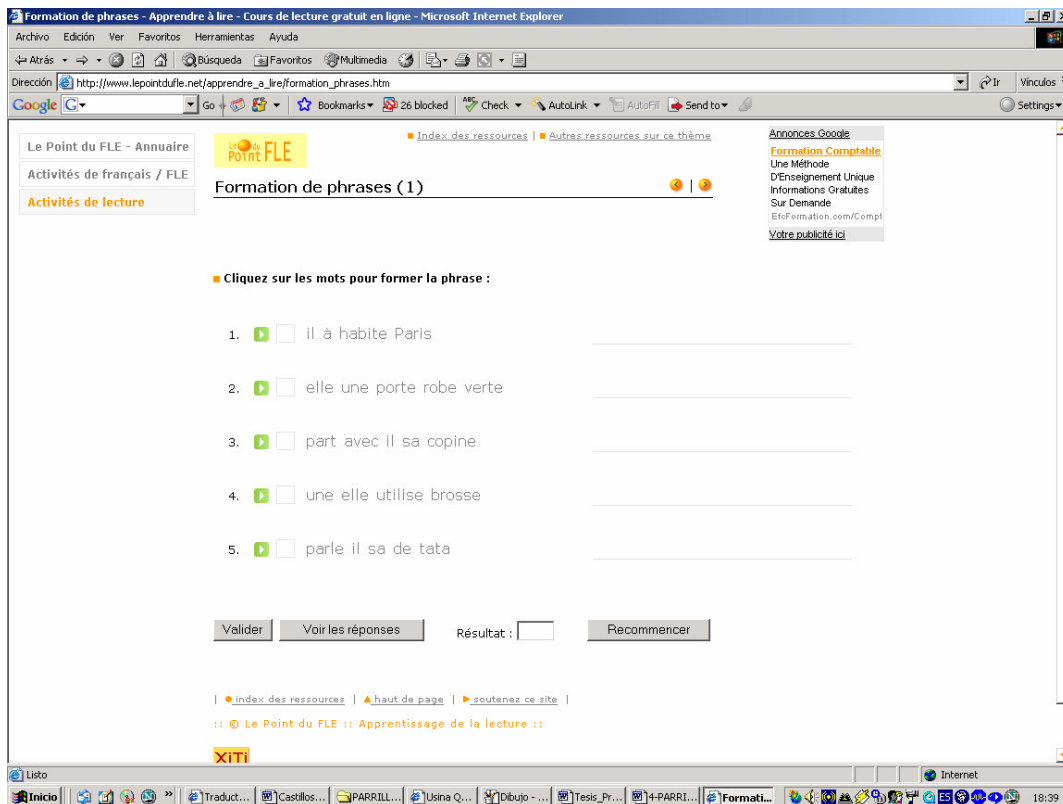 Formation de phrases - Apprendre à lire - Cours de lecture gratuit en ligne - Microsoft Internet Explorer
Archivo Edición Ver Favoritos Herramientas Ayuda
Atrás Búsqueda Favoritos Multimedia
Dirección http://www.lepointdufle.net/apprendre_a_lire/formation_phrases.htm Ir Vínculos
Google G Go Bookmarks 26 blocked ABC Check AutoLink AutoFill Send to Settings
Le Point du FLE - Annuaire
Activités de français / FLE
Activités de lecture
Le Point du FLE
Index des ressources | Autres ressources sur ce thème
Formation de phrases (1) |
Annonces Google
Formation Comptable
Une Méthode
D'Enseignement Unique
Informations Gratuites
Sur Demande
EfcFormation.com/Compt
Votre publicité ici
Cliquez sur les mots pour former la phrase :
1. il à habite Paris
2. elle une porte robe verte
3. part avec il sa copine
4. une elle utilise brosse
5. parle il sa de tata
Valider Voir les réponses Résultat : Recommencer
| index des ressources | haut de page | soutenez ce site |
:: © Le Point du FLE :: Apprentissage de la lecture ::
XiTi
Listo Internet
Inicio » Traduct... Castillos... PARRILL... Usina Q... Dibujo - ... Tesis_Pr... 4-PARRI... Formati... ES 18:33